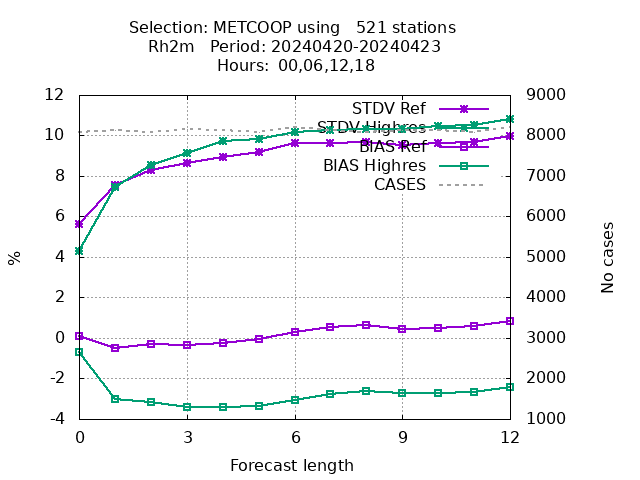 Selection: METCOOP using   521 stations
Rh2m   Period: 20240420-20240423
Hours:  00,06,12,18
12 9000
STDV Ref
STDV Highres
10 8000
BIAS Ref
BIAS Highres
8 7000
CASES
6 6000
4 5000
%
No cases
2 4000
0 3000
-2 2000
-4 1000
0 3 6 9 12
Forecast length